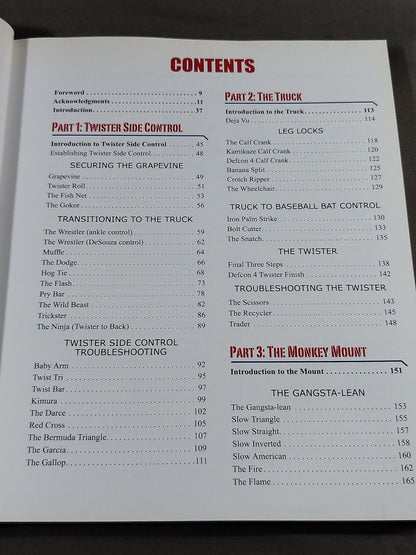 CONTENTS
Foreword 9
Acknowledgments 11
Introduction 37
PART 1: TWISTER SIDE CONTROL
Introduction to Twister Side Control 45
Establishing Twister Side Control 48
SECURING THE GRAPEVINE
Grapevine 49
Twister Roll 51
The Fish Net 53
The Gokor 56
TRANSITIONING TO THE TRUCK
The Wrestler (ankle control) 59
The Wrestler (DeSouza control) 62
Muffle 64
The Dodge 66
Hog Tie 68
The Flash 73
Pry Bar 78
The Wild Beast 82
Trickster 86
The Ninja (Twister to Back) 89
TWISTER SIDE CONTROL
TROUBLESHOOTING
Baby Arm 92
Twist Tri 95
Twist Bar 97
Kimura 99
The Darce 102
Red Cross 105
The Bermuda Triangle 107
The Garcia 109
The Gallop 111
PART 2: THE TRUCK
Introduction to the Truck 113
Deja Vu 114
LEG LOCKS
The Calf Crank 118
Kamikaze Calf Crank 120
Defcon 4 Calf Crank 122
Banana Split 125
Crotch Ripper 127
The Wheelchair 129
TRUCK TO BASEBALL BAT CONTROL
Iron Palm Strike 130
Bolt Cutter 133
The Snatch 135
THE TWISTER
Final Three Steps 138
Defcon 4 Twister Finish 142
TROUBLESHOOTING THE TWISTER
The Scissors 143
The Recycler 145
Trader 148
PART 3: THE MONKEY MOUNT
Introduction to the Mount 151
THE GANGSTA-LEAN
The Gangsta-lean 153
Slow Triangle 155
Slow Straight 157
Slow Inverted 158
Slow American 160
The Fire 162
The Flame 165